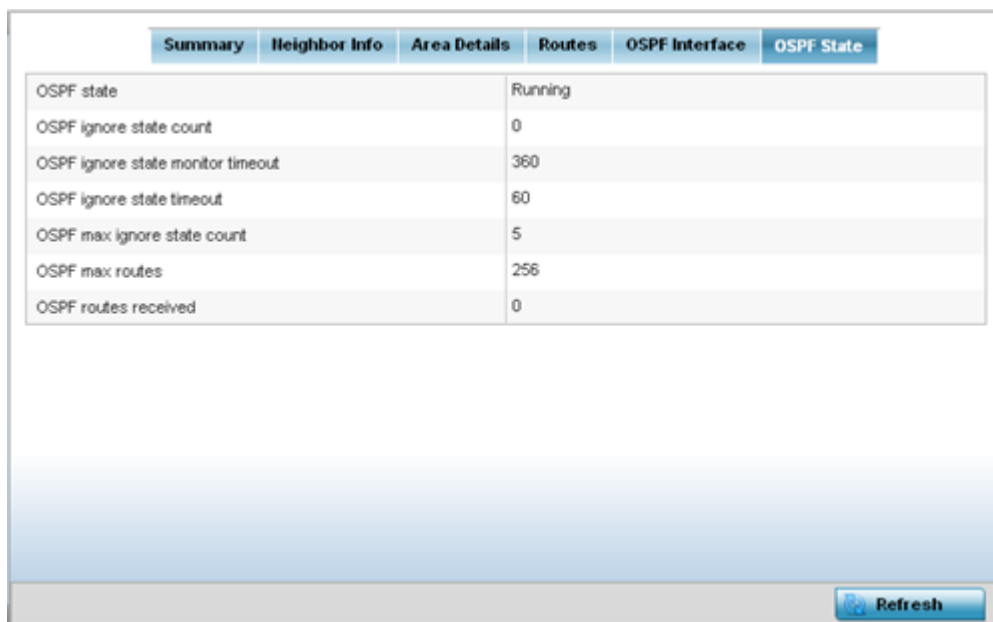 Summary Neighbor Info Area Details Routes OSPF Interface OSPF State
OSPF state Running
OSPF ignore state count 0
OSPF ignore state monitor timeout 360
OSPF ignore state timeout 60
OSPF max ignore state count 5
OSPF max routes 256
OSPF routes received 0
Refresh